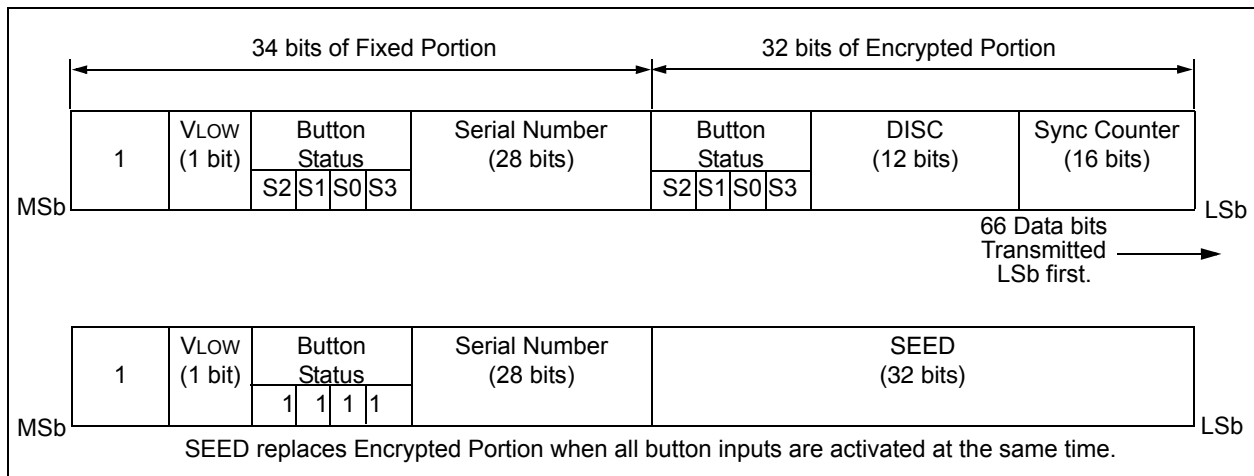 34 bits of Fixed Portion
32 bits of Encrypted Portion
1
VLOW
(1 bit)
Button
Status
S2 S1 S0 S3
Serial Number
(28 bits)
Button
Status
S2 S1 S0 S3
DISC
(12 bits)
Sync Counter
(16 bits)
MSb
LSb
66 Data bits
Transmitted
LSb first.
1
VLOW
(1 bit)
Button
Status
1 1 1 1
Serial Number
(28 bits)
SEED
(32 bits)
MSb
LSb
SEED replaces Encrypted Portion when all button inputs are activated at the same time.